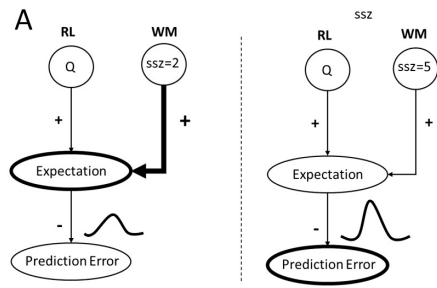 A
ssz
RL WM
Q ssz=2
+ +
Expectation
-
Prediction Error
RL WM
Q ssz=5
+ +
Expectation
-
Prediction Error